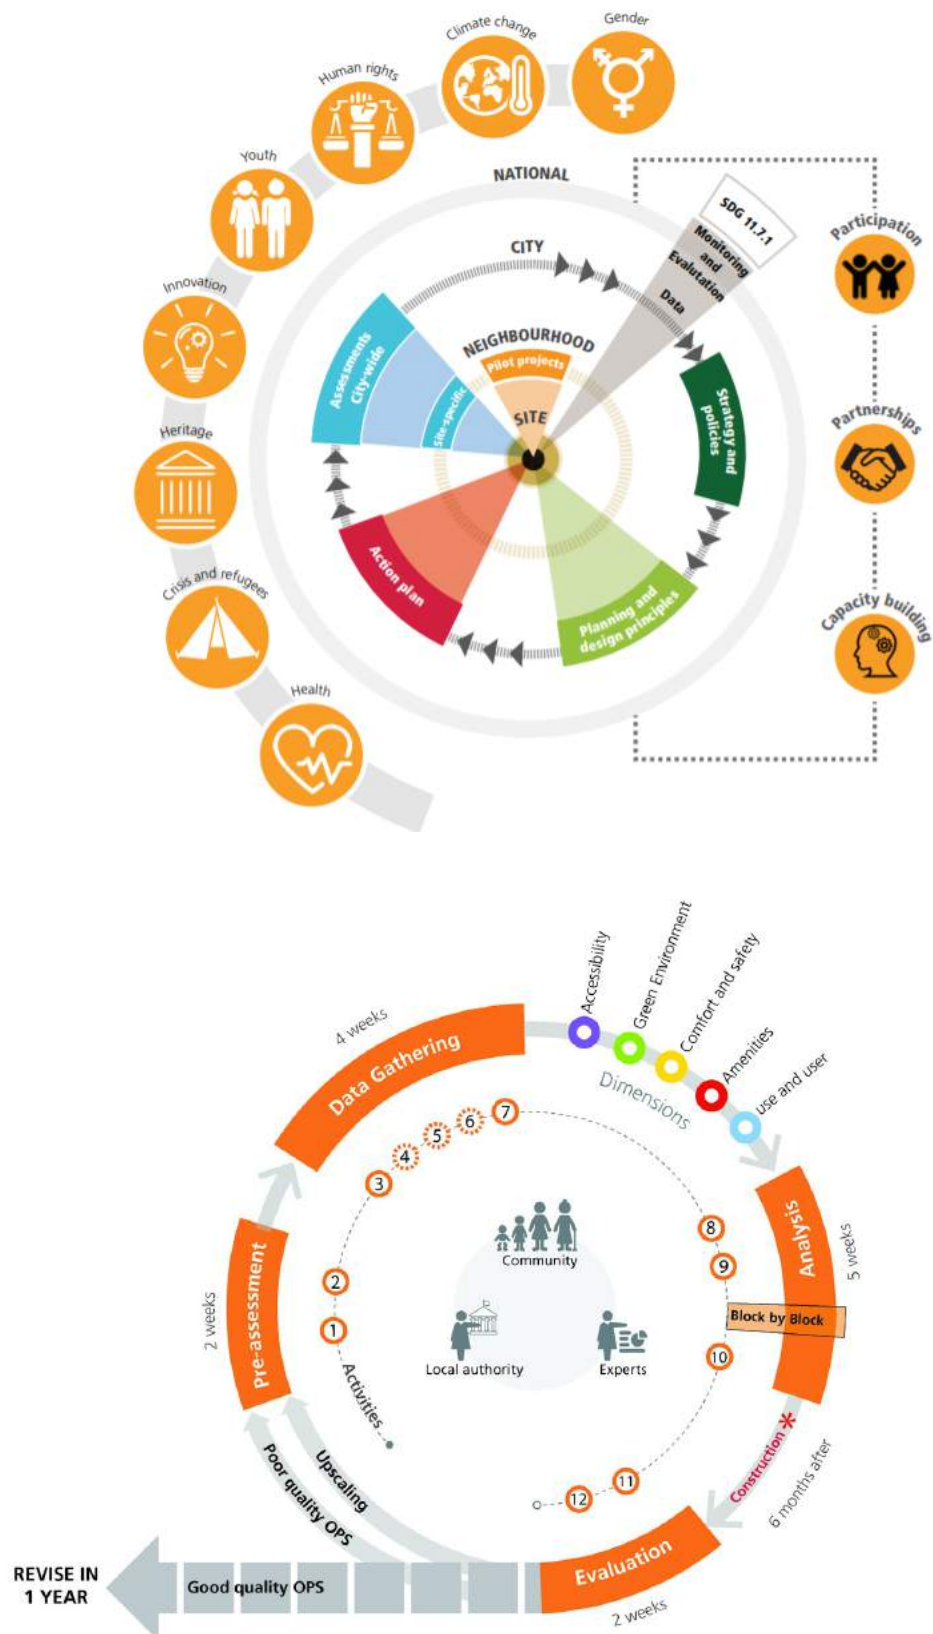 Gender
Climate change
Human rights
Youth
Innovation
Heritage
Crisis and refugees
Health
NATIONAL
CITY
NEIGHBOURHOOD
Pilot projects
SITE
SDG 11.7.1
Monitoring
and
Evalutation
Data
Assessments
City-wide
Site-specific
Strategy and
policies
Action plan
Planning and
design principles
Participation
Partnerships
Capacity building
4 weeks
Data Gathering
Accessibility
Green Environment
Comfort and safety
Amenities
use and user
Dimensions
7
6
5
4
3
2
1
8
9
10
11
12
Activities
Community
Local authority
Experts
2 weeks
Pre-assessment
Analysis
5 weeks
Block by Block
Construction *
6 months after
Upscaling
Poor quality OPS
Evaluation
2 weeks
REVISE IN
1 YEAR
Good quality OPS